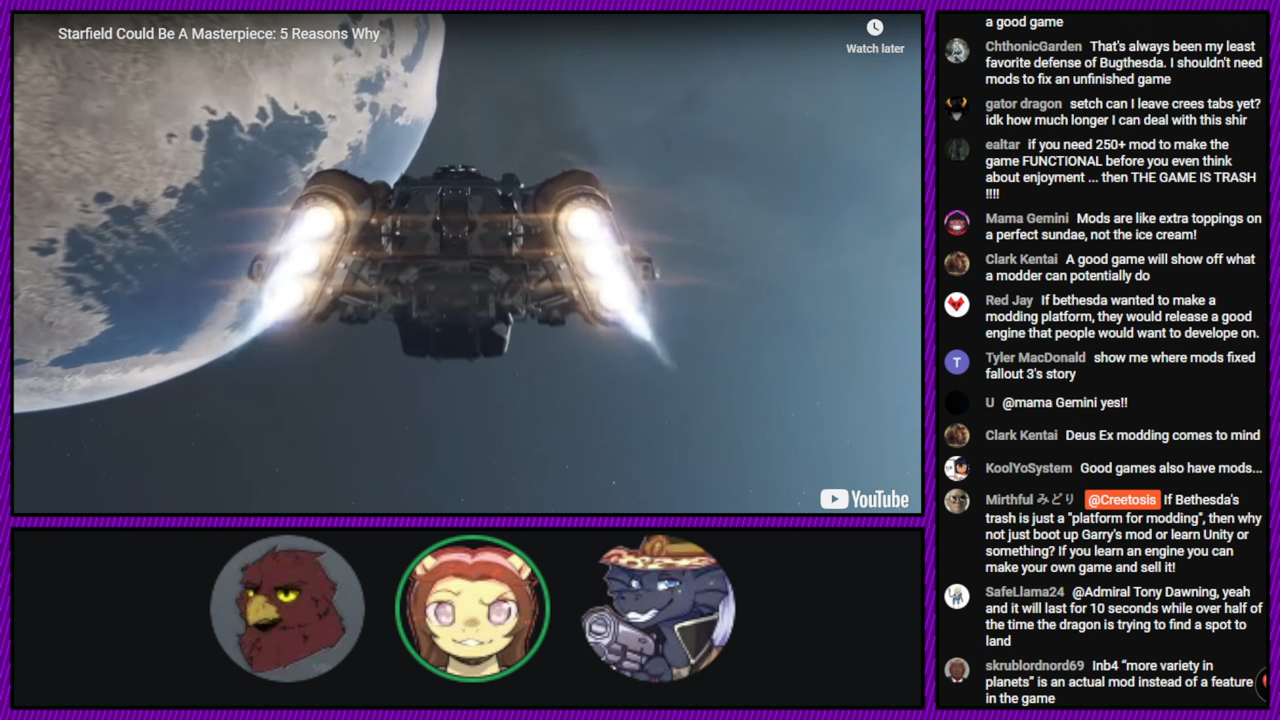 Starfield Could Be A Masterpiece: 5 Reasons Why
Watch later
YouTube
a good game
ChthonicGarden That's always been my least
favorite defense of Bugthesda. I shouldn't need
mods to fix an unfinished game
gator dragon setch can I leave crees tabs yet?
idk how much longer I can deal with this shir
ealtar if you need 250+ mod to make the
game FUNCTIONAL before you even think
about enjoyment ... then THE GAME IS TRASH
!!!!
Mama Gemini Mods are like extra toppings on
a perfect sundae, not the ice cream!
Clark Kentai A good game will show off what
a modder can potentially do
Red Jay If bethesda wanted to make a
modding platform, they would release a good
engine that people would want to develope on.
T
Tyler MacDonald show me where mods fixed
fallout 3's story
U @mama Gemini yes!!
Clark Kentai Deus Ex modding comes to mind
KoolYoSystem Good games also have mods...
Mirthful みどり @Creetosis If Bethesda's
trash is just a "platform for modding", then why
not just boot up Garry's mod or learn Unity or
something? If you learn an engine you can
make your own game and sell it!
SafeLlama24 @Admiral Tony Dawning, yeah
and it will last for 10 seconds while over half of
the time the dragon is trying to find a spot to
land
skrublordnord69 Inb4 “more variety in
planets” is an actual mod instead of a feature
in the game